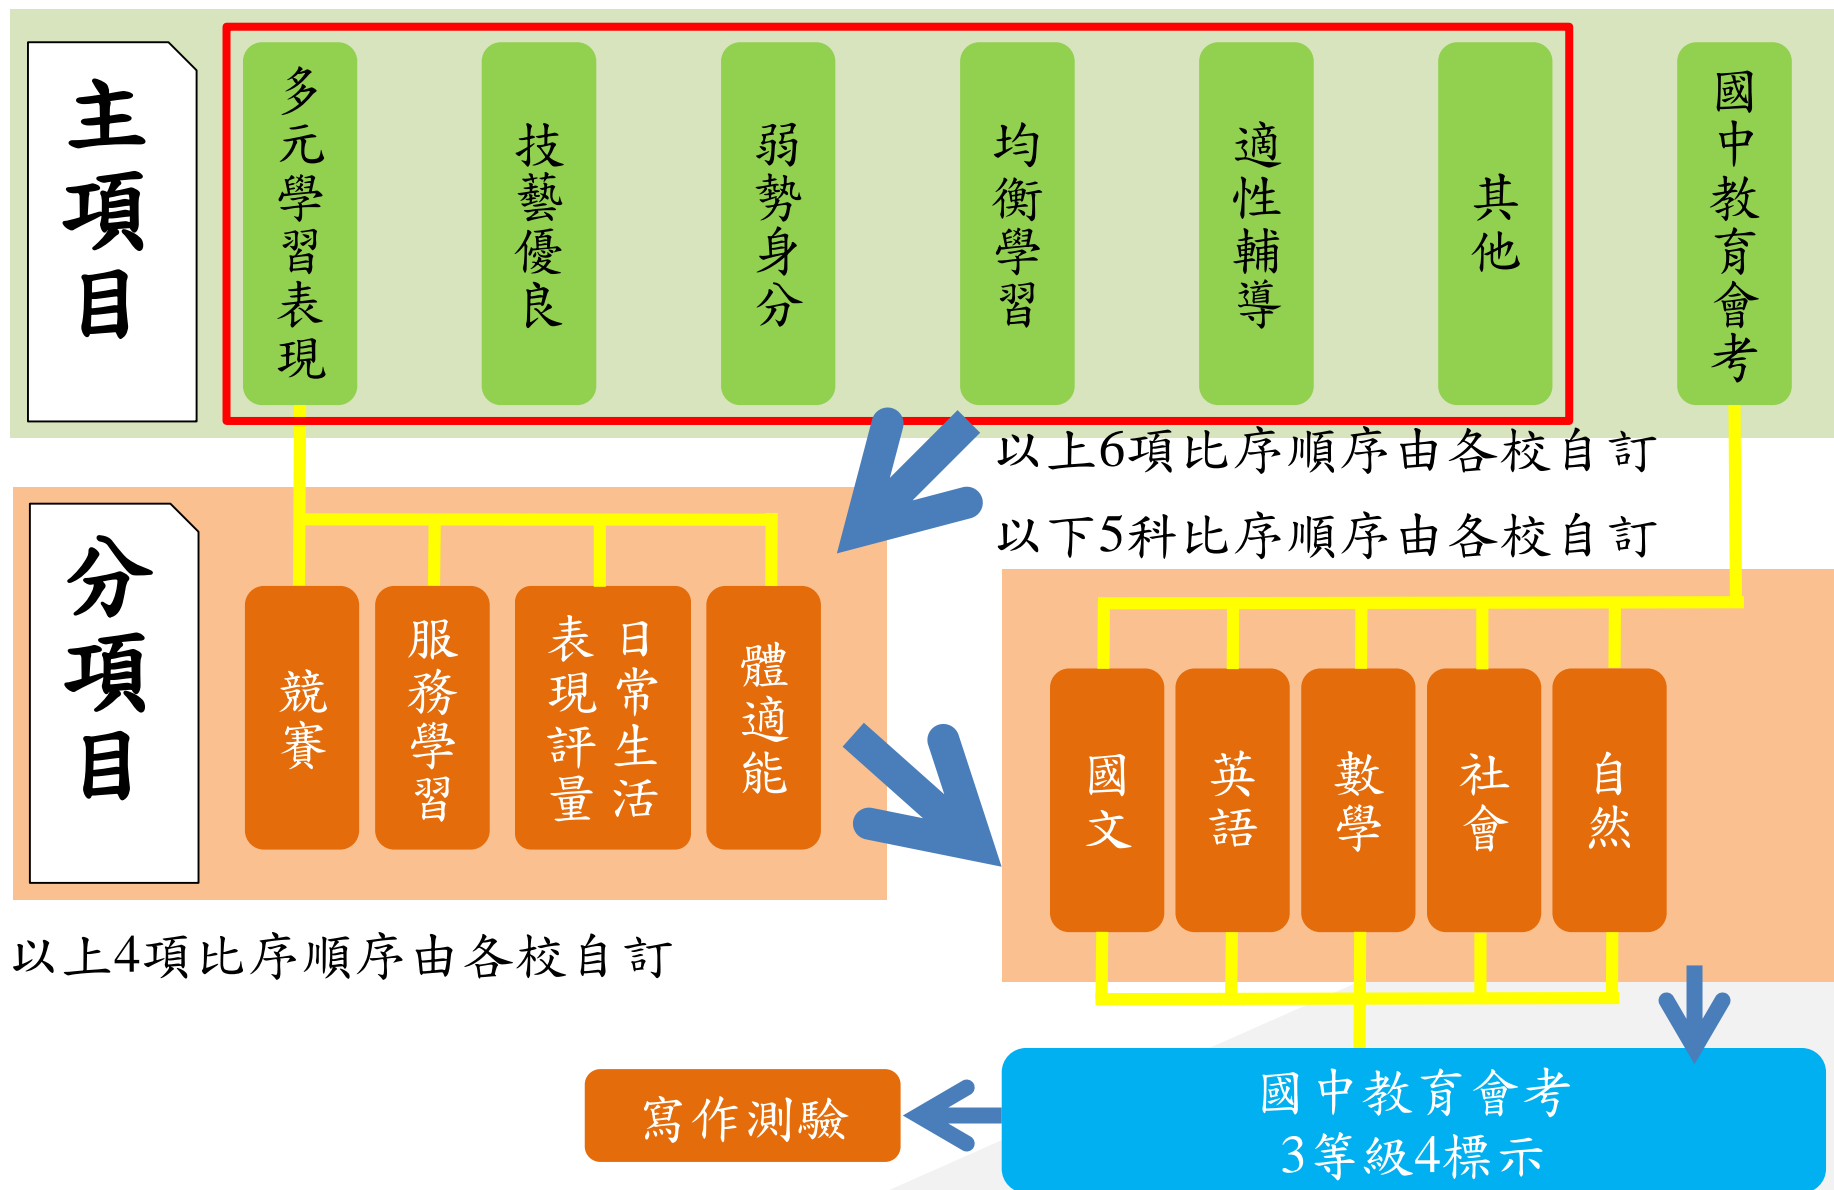 主項目
多元學習表現
技藝優良
弱勢身分
均衡學習
適性輔導
其他
國中教育會考
以上6項比序順序由各校自訂
以下5科比序順序由各校自訂
分項目
競賽
服務學習
日常生活
表現評量
體適能
國文
英語
數學
社會
自然
以上4項比序順序由各校自訂
寫作測驗
國中教育會考
3等級4標示